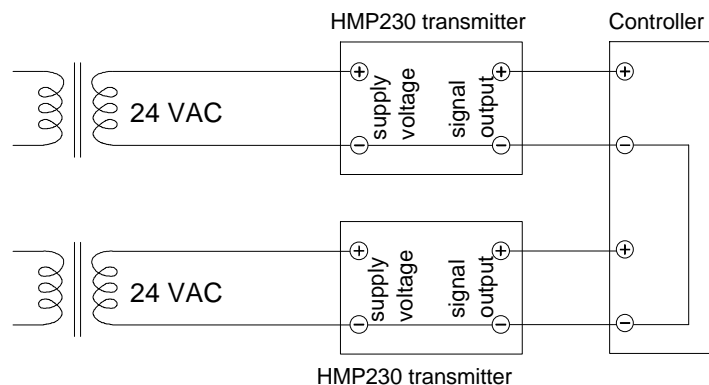 HMP230 transmitter
Controller
24 VAC
+
+
+
supply
voltage
signal
output
-
-
-
24 VAC
+
+
+
supply
voltage
signal
output
-
-
-
HMP230 transmitter